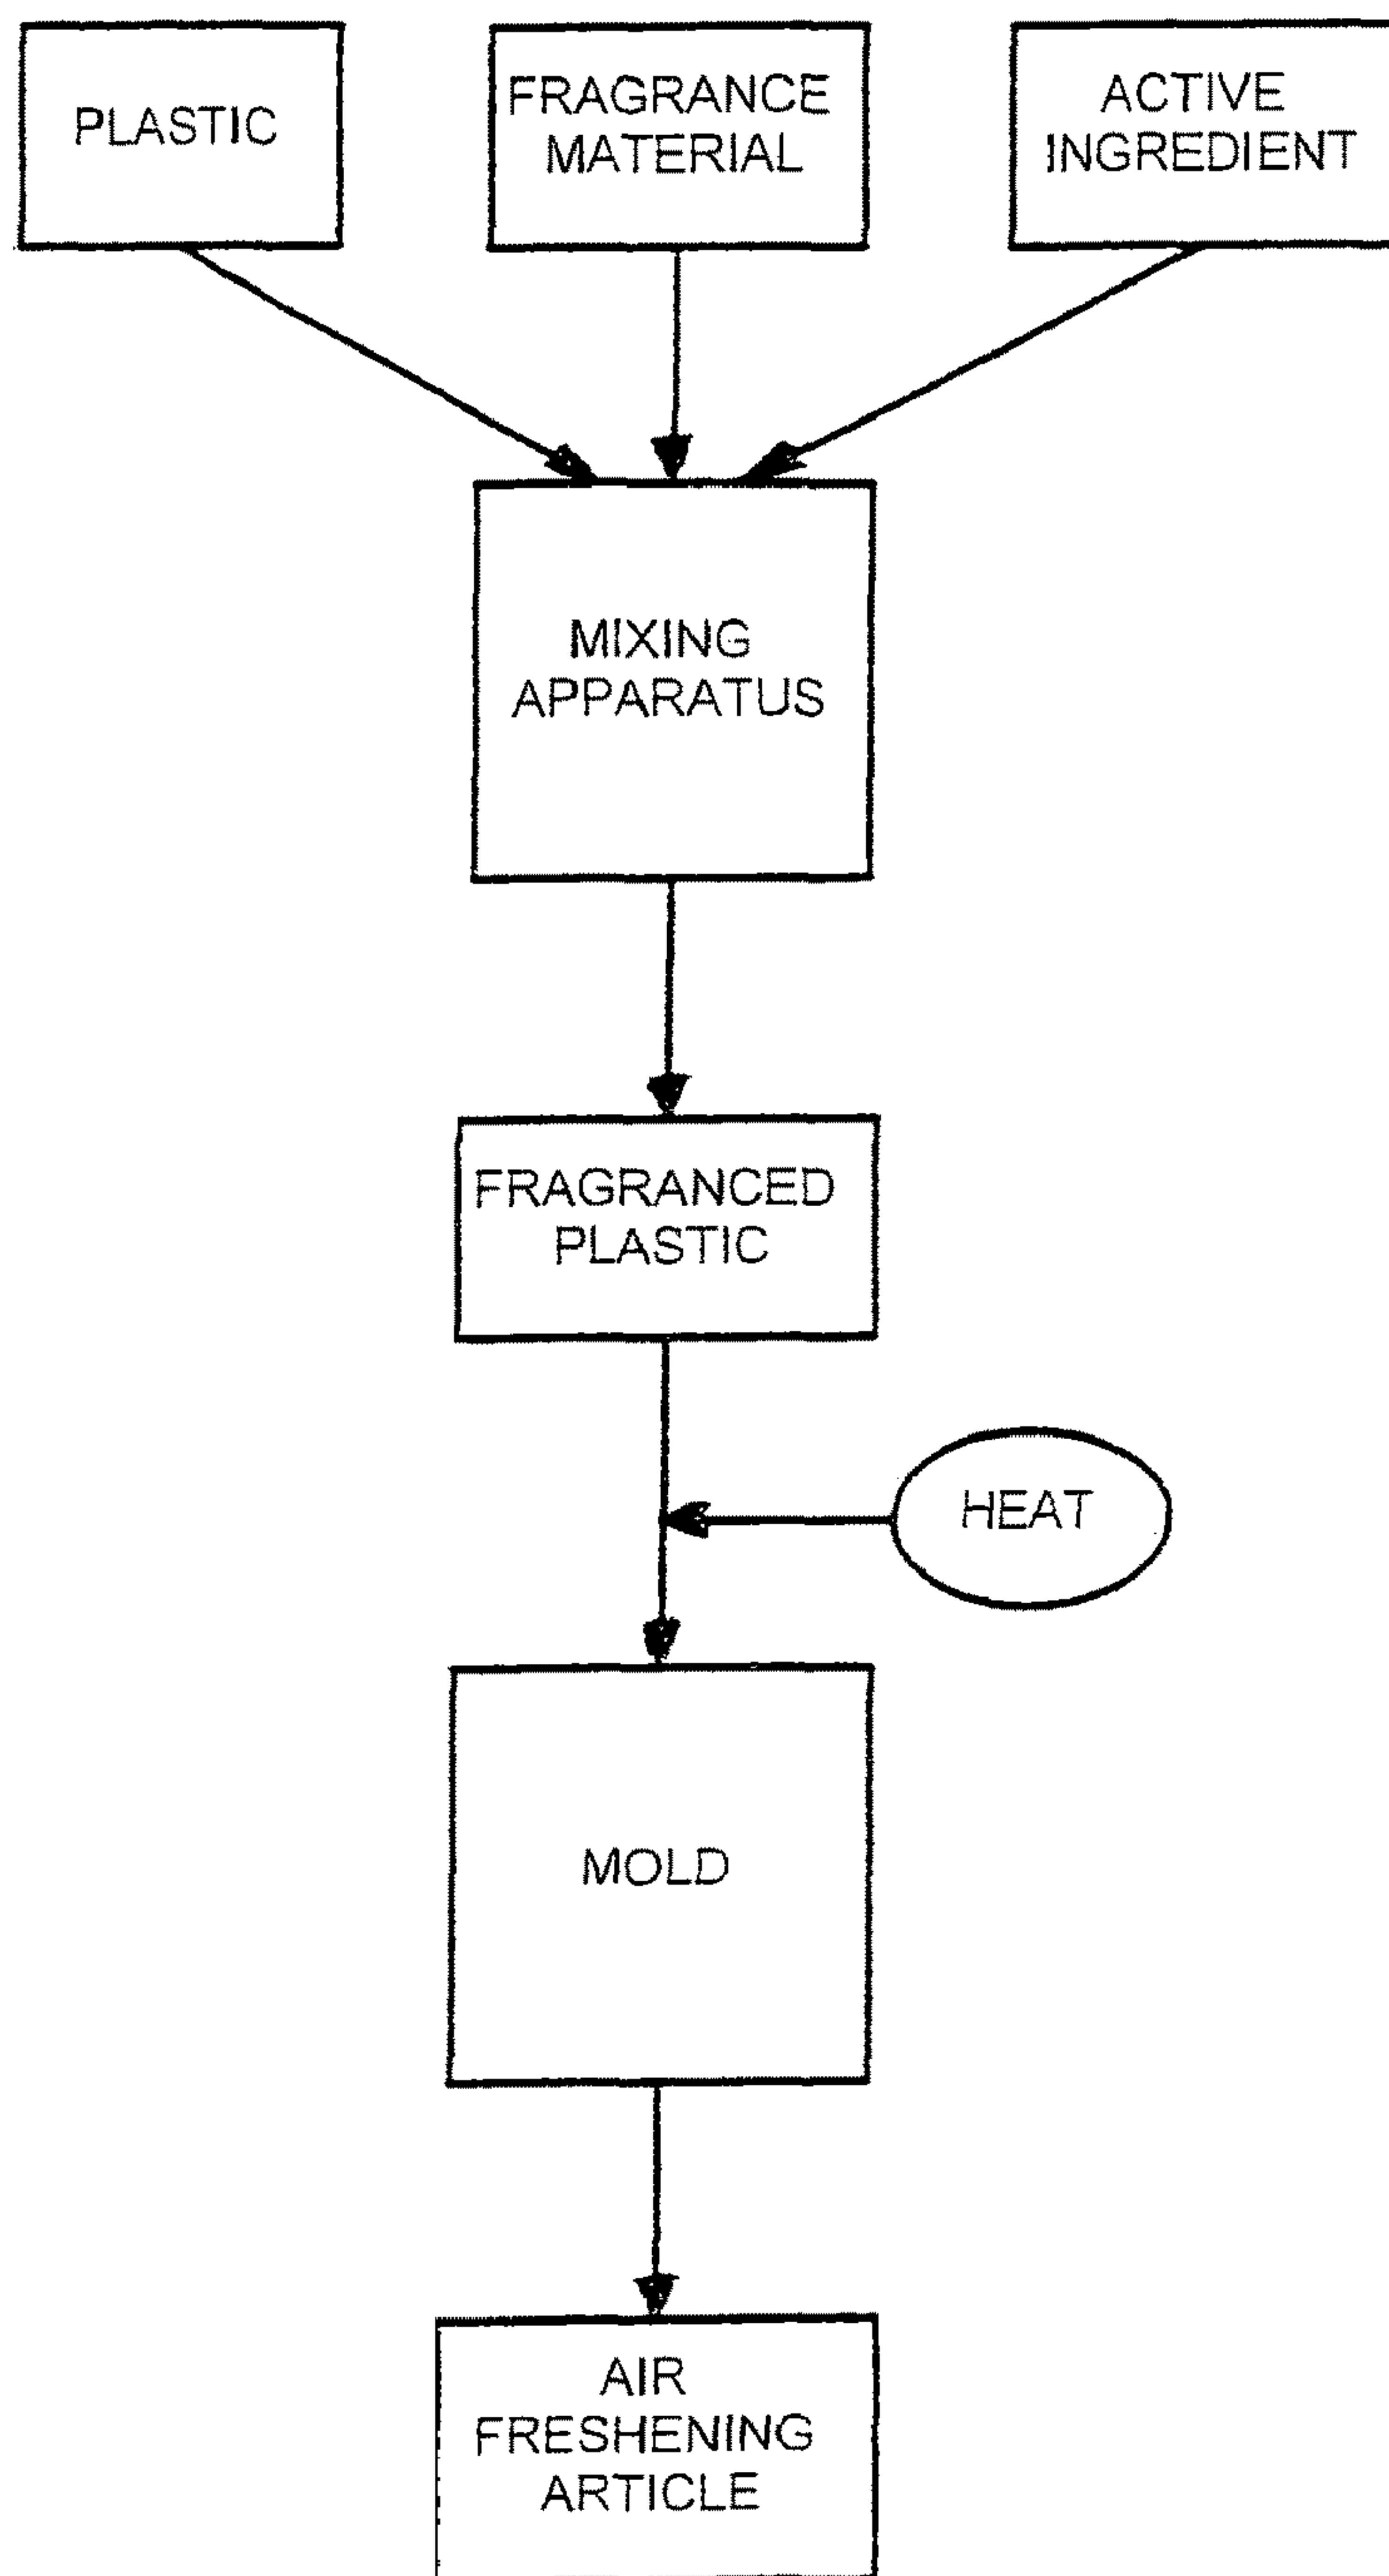 PLASTIC
FRAGRANCE
MATERIAL
ACTIVE
INGREDIENT
MIXING
APPARATUS
FRAGRANCED
PLASTIC
HEAT
MOLD
AIR
FRESHENING
ARTICLE